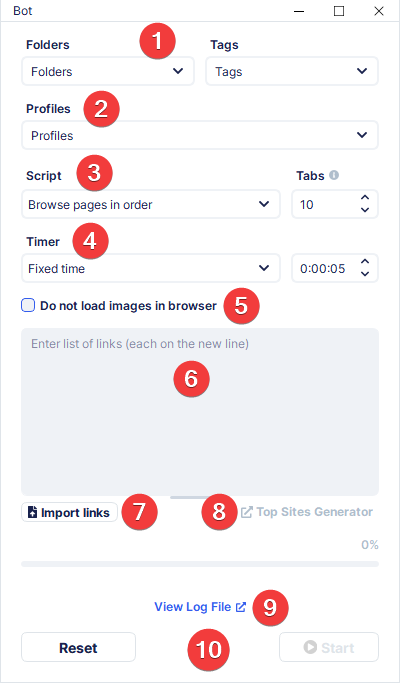 Bot
Folders 1 Tags
Folders Tags
Profiles 2
Profiles
Script 3 Tabs
Browse pages in order 10
Timer 4
Fixed time 0:00:05
Do not load images in browser 5
Enter list of links (each on the new line)
6
Import links 7 8 Top Sites Generator
0%
View Log File 9
Reset 10 Start